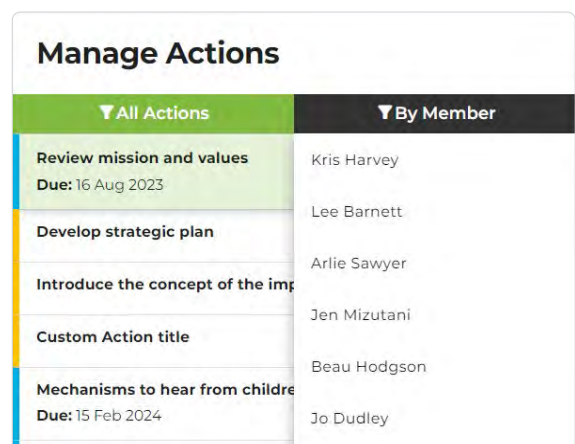 Manage Actions
All Actions
By Member
Review mission and values
Due: 16 Aug 2023
Develop strategic plan
Introduce the concept of the
Custom Action title
Mechanisms to hear from
Due: 15 Feb 2024
Kris Harvey
Lee Barnett
Arlie Sawyer
Jen Mizutani
Beau Hodgson
Jo Dudley